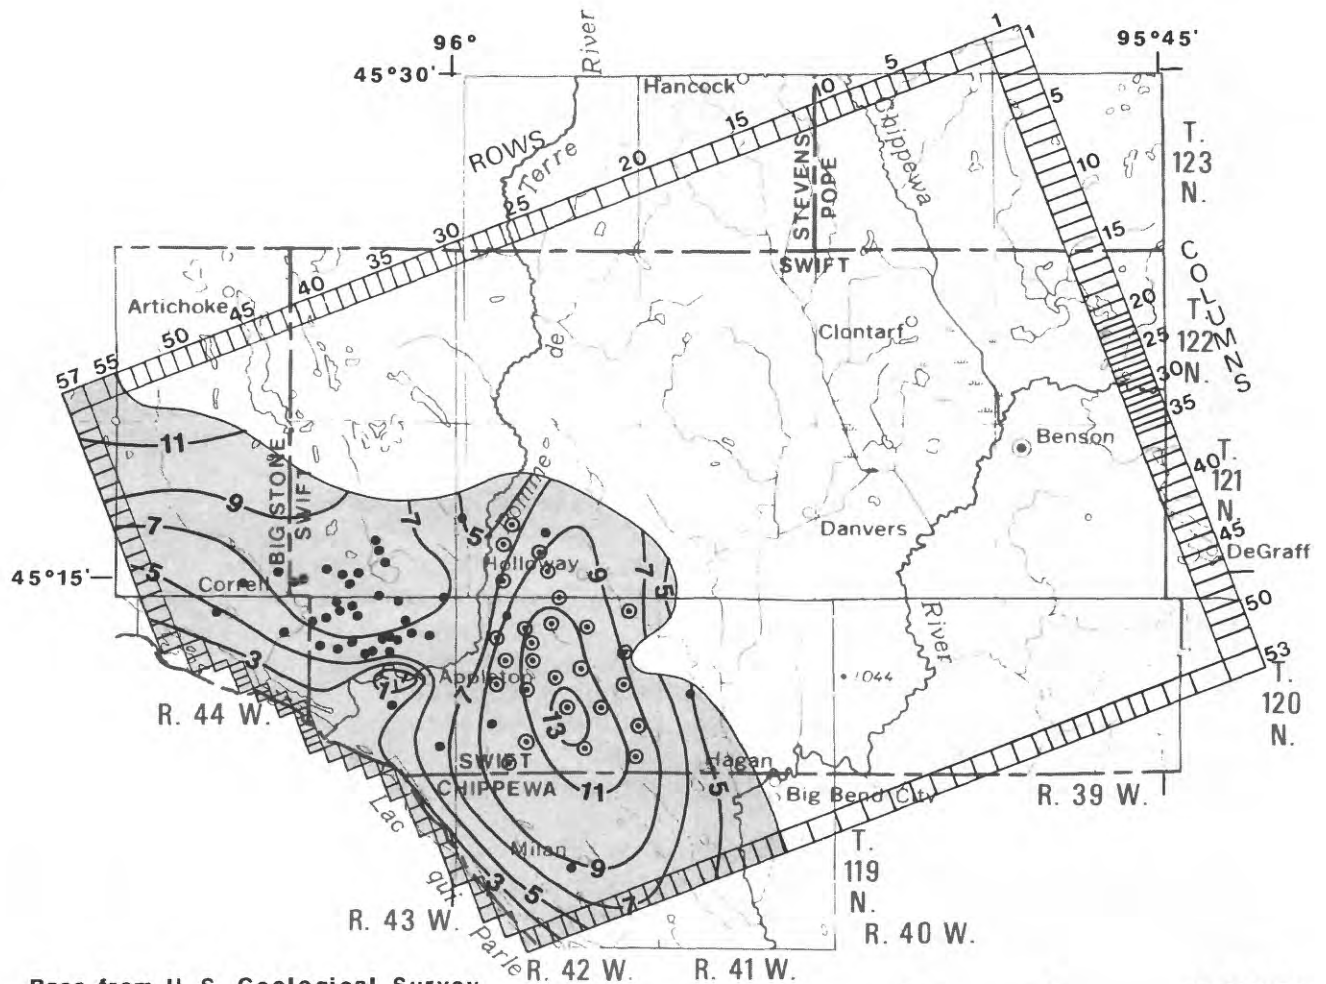 96°
River
1
1
95°45'
45°30'
Hancock
5
10
5
Chippewa
15
T.
123
N.
ROWS
Terre
20
STEVENS
POPE
10
25
30
15
35
SWIFT
COLUMNS
40
Artichoke
45
20
T.
122
N.
50
de
Clontarf
25
55
57
30
35
11
BIG STONE
SWIFT
Benson
9
7
40
T.
121
N.
7
5
Pomme
Danvers
45
DeGraff
45°15'
5
Correll
Holloway
9
7
5
50
River
53
3
1
Appleton
7
1044
T.
120
N.
R. 44 W.
13
SWIFT
CHIPPEWA
11
Hagan
5
Big Bend City
R. 39 W.
Lac
qui
Parle
Milan
9
T.
119
N.
3
5
7
R. 43 W.
R. 40 W.
R. 42 W.
R. 41 W.
Base from U.S. Geological Survey